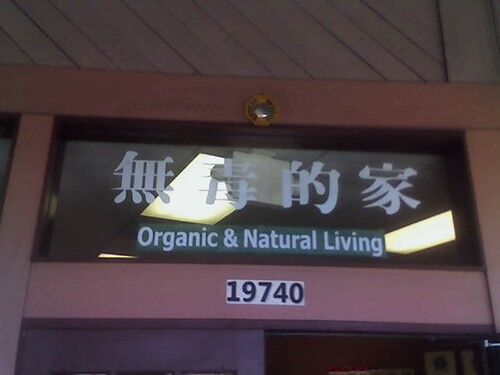 無毒的家
Organic & Natural Living
19740